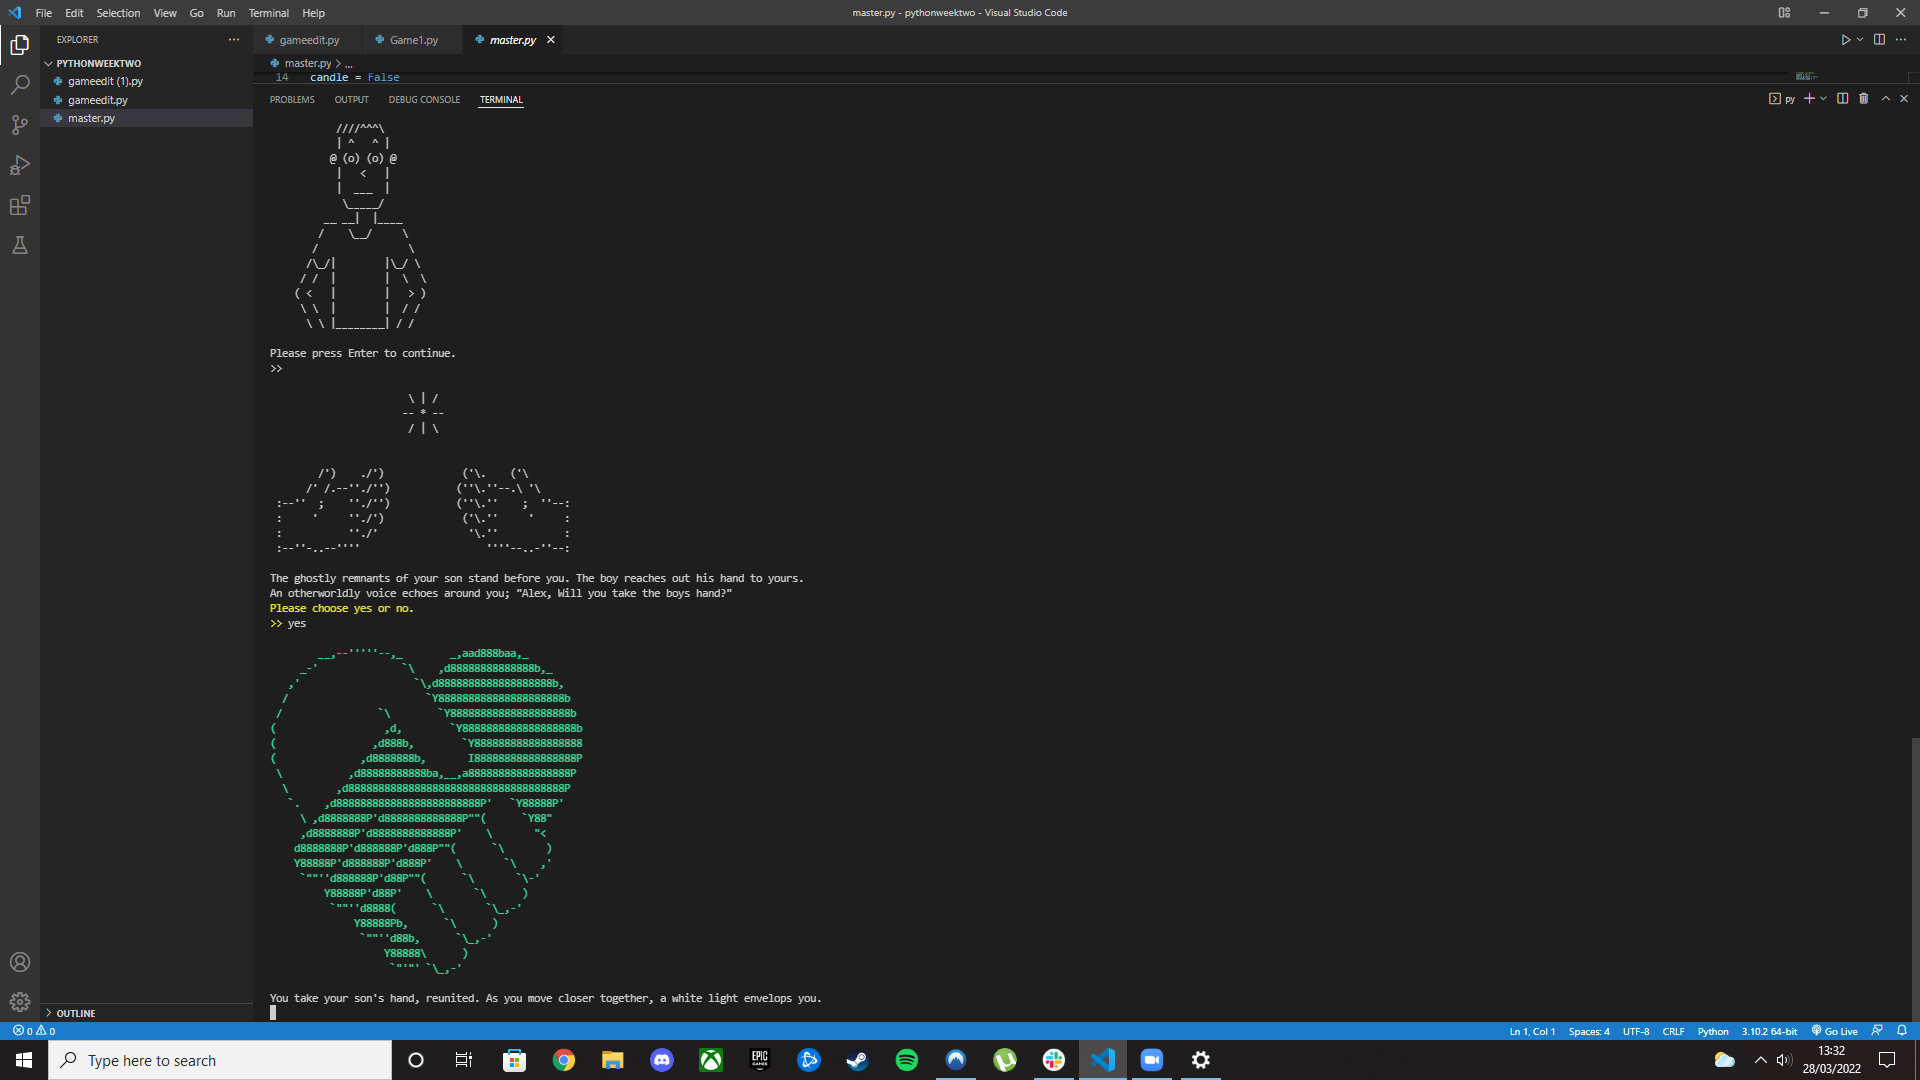 File Edit Selection View Go Run Terminal Help
master.py - pythonweektwo - Visual Studio Code
EXPLORER
gameedit.py Game1.py master.py
PYTHONWEEKTWO
master.py > ...
gameedit (1).py
gameedit.py
master.py
14 candle = False
PROBLEMS OUTPUT DEBUG CONSOLE TERMINAL
py
Please press Enter to continue.
>>
The ghostly remnants of your son stand before you. The boy reaches out his hand to yours.
An otherworldly voice echoes around you; "Alex, Will you take the boys hand?"
Please choose yes or no.
>> yes
You take your son's hand, reunited. As you move closer together, a white light envelops you.
OUTLINE
0 0
Ln 1, Col 1 Spaces: 4 UTF-8 CRLF Python 3.10.2 64-bit Go Live
Type here to search
EPIC GAMES
13:32
28/03/2022